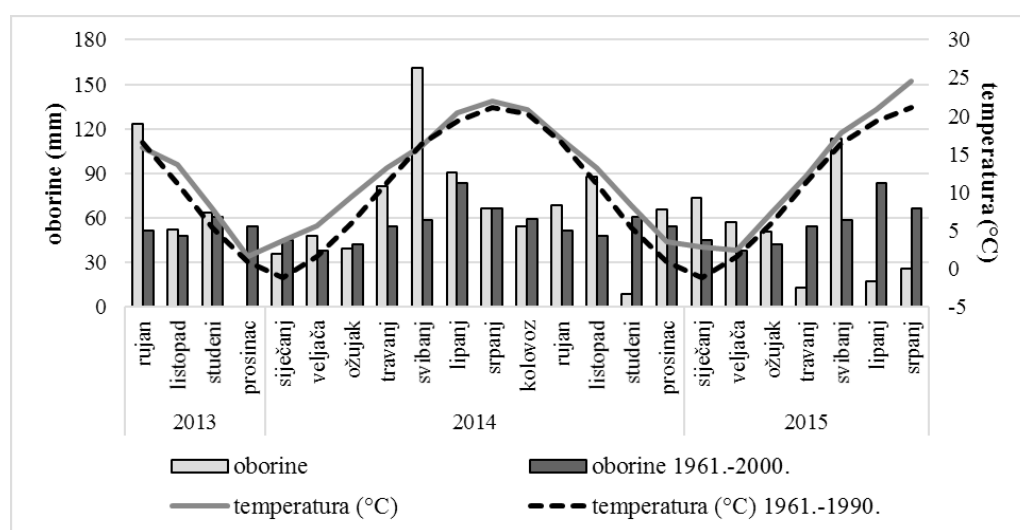 180
150
120
90
60
30
0
oborine (mm)
30
25
20
15
10
5
0
-5
temperatura (°C)
rujan
listopad
studeni
prosinac
siječanj
veljača
ožujak
travanj
svibanj
lipanj
srpanj
kolovoz
rujan
listopad
studeni
prosinac
siječanj
veljača
ožujak
travanj
svibanj
lipanj
srpanj
2013
2014
2015
oborine
oborine 1961.-2000.
temperatura (°C)
temperatura (°C) 1961.-1990.